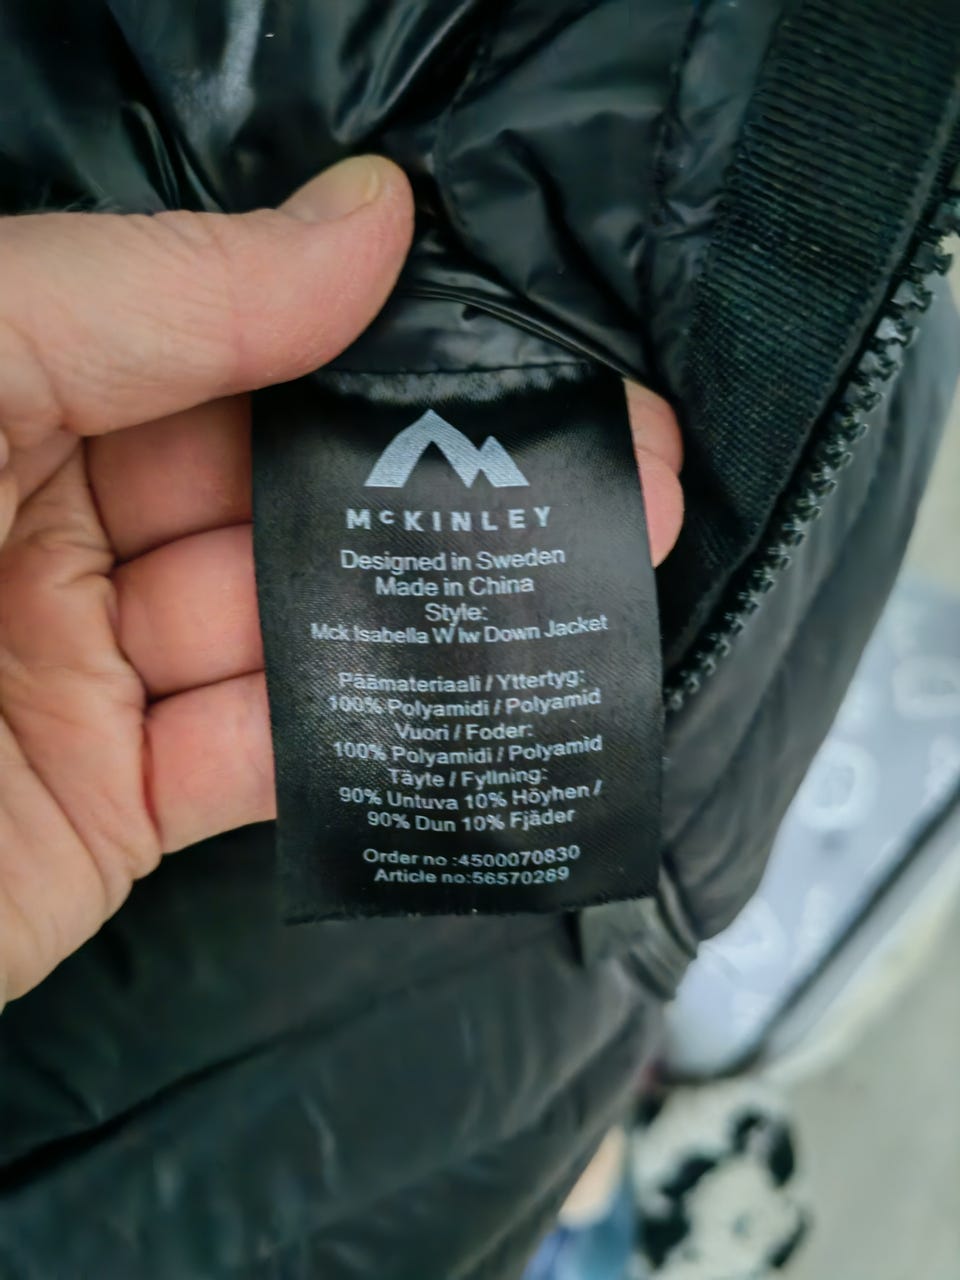 McKINLEY
Designed in Sweden
Made in China
Style:
Mck Isabella W lw Down Jacket
Päämateriaali / Yttertyg:
100% Polyamidi / Polyamid
Vuori / Foder:
100% Polyamidi / Polyamid
Täyte / Fyllning:
90% Untuva 10% Höyhen /
90% Dun 10% Fjäder
Order no :4500070830
Article no:56570289